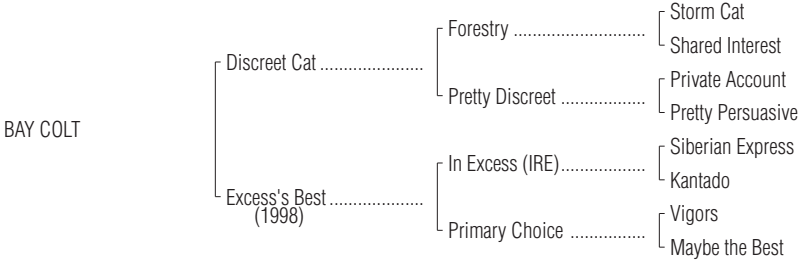 Storm Cat
Forestry ............................
Shared Interest
Discreet Cat ......................
Private Account
Pretty Discreet ..................
Pretty Persuasive
BAY COLT
Siberian Express
In Excess (IRE)..................
Kantado
Excess's Best ....................
(1998)
Vigors
Primary Choice ................
Maybe the Best